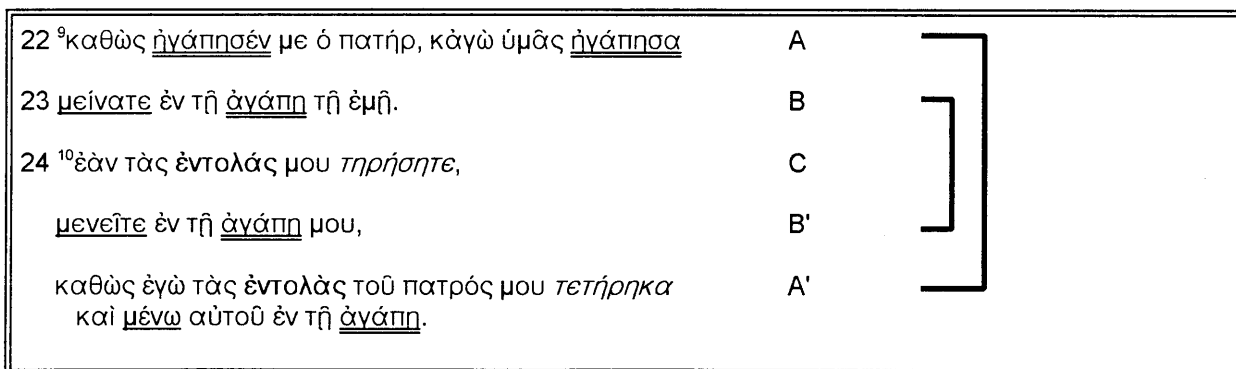 22 ⁹καθὼς ἠγάπησέν με ὁ πατήρ, κἀγὼ ὑμᾶς ἠγάπησα A
23 μείνατε ἐν τῇ ἀγάπῃ τῇ ἐμῇ. B
24 ¹⁰ἐὰν τὰς ἐντολάς μου τηρήσητε, C
μενεῖτε ἐν τῇ ἀγάπῃ μου, B'
καθὼς ἐγὼ τὰς ἐντολὰς τοῦ πατρός μου τετήρηκα A'
καὶ μένω αὐτοῦ ἐν τῇ ἀγάπῃ.